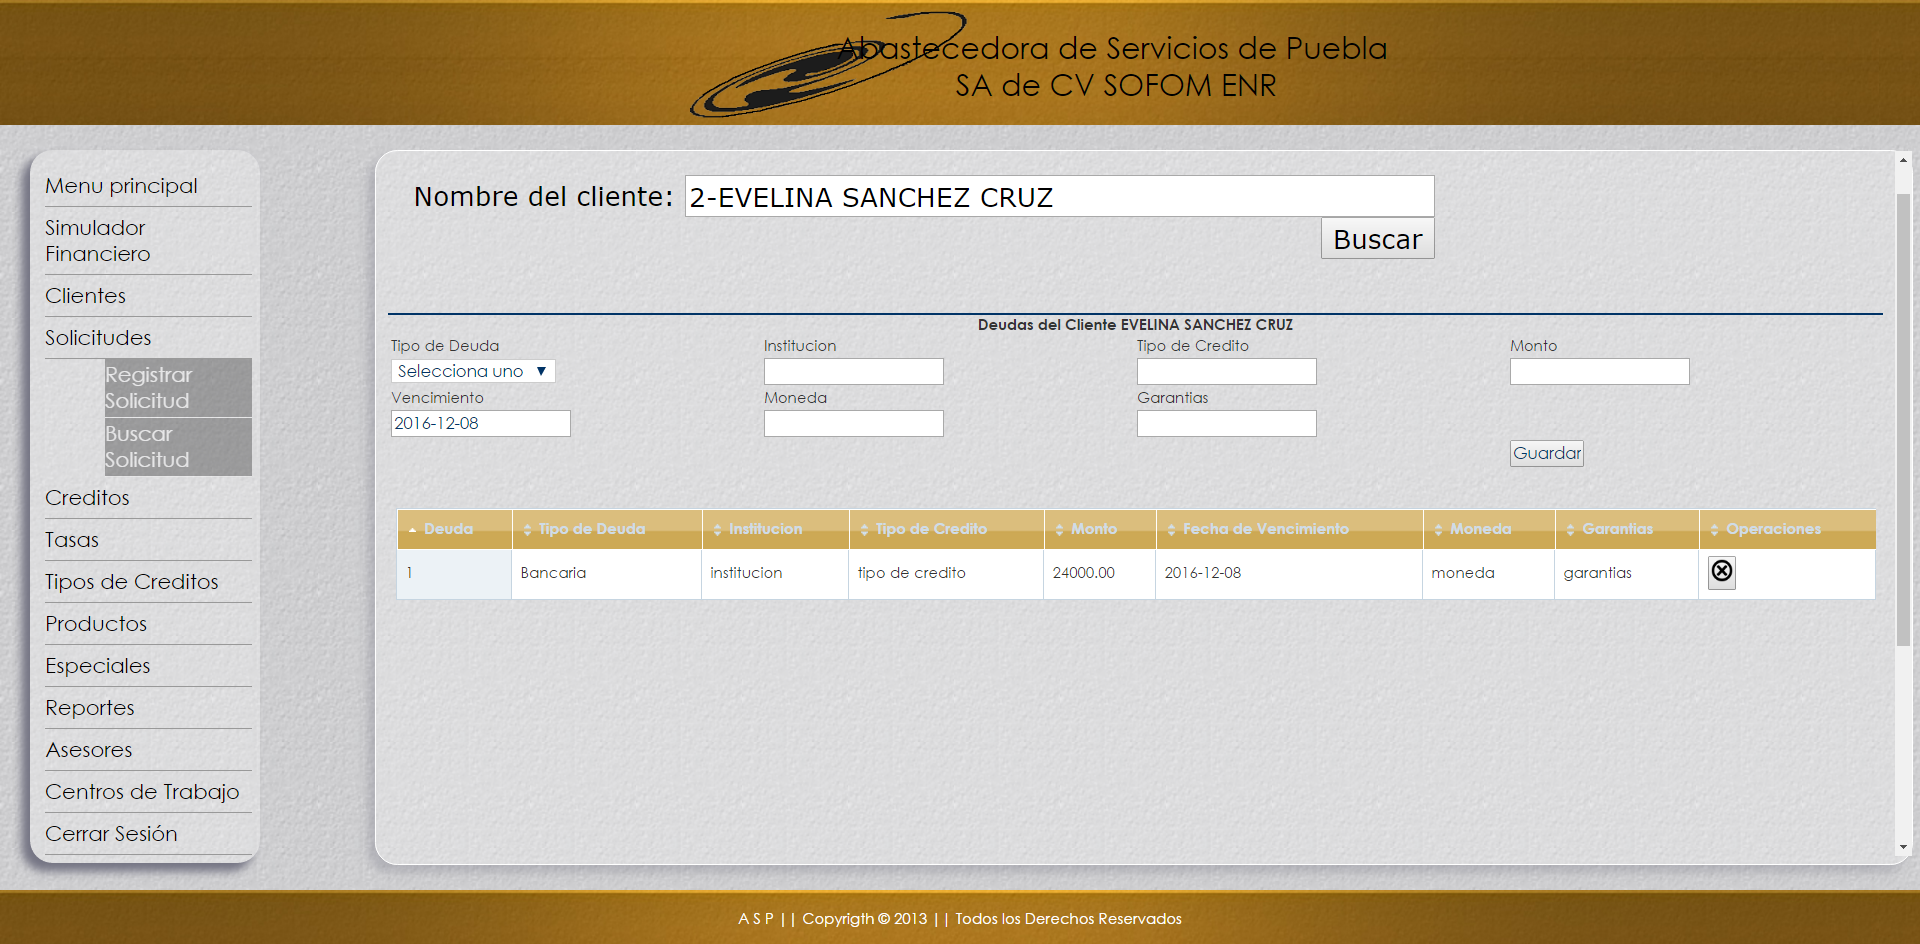 Abastecedora de Servicios de Puebla
SA de CV SOFOM ENR
Menu principal
Simulador
Financiero
Clientes
Solicitudes
Registrar
Solicitud
Buscar
Solicitud
Creditos
Tasas
Tipos de Creditos
Productos
Especiales
Reportes
Asesores
Centros de Trabajo
Cerrar Sesión
Nombre del cliente: 2-EVELINA SANCHEZ CRUZ
Buscar
Deudas del Cliente EVELINA SANCHEZ CRUZ
Tipo de Deuda Institucion Tipo de Credito Monto
Selecciona uno
Vencimiento Moneda Garantias
2016-12-08
Guardar
Deuda Tipo de Deuda Institucion Tipo de Credito Monto Fecha de Vencimiento Moneda Garantias Operaciones
1 Bancaria institucion tipo de credito 24000.00 2016-12-08 moneda garantias
A S P || Copyrigth © 2013 || Todos los Derechos Reservados